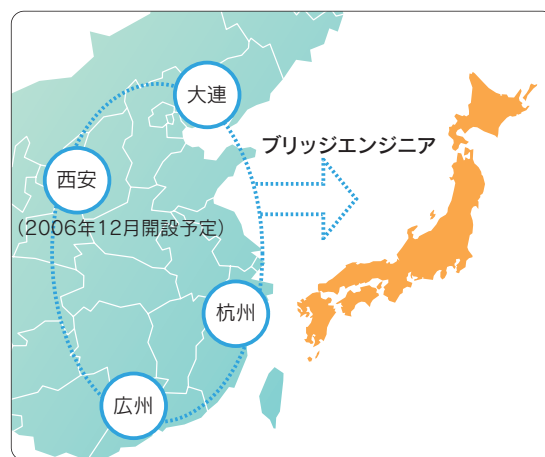 大連
ブリッジエンジニア
西安
（2006年12月開設予定）
杭州
広州